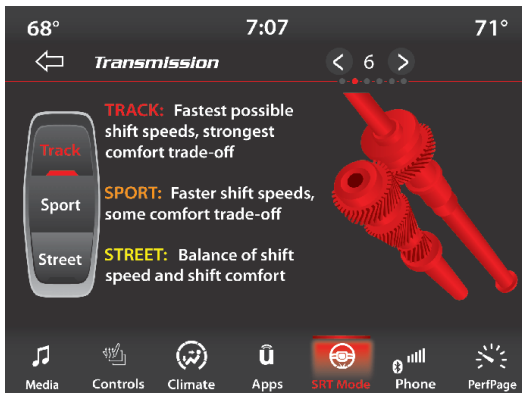 68° 7:07 71°
Transmission < 6 >
TRACK: Fastest possible
shift speeds, strongest
comfort trade-off
Track
SPORT: Faster shift speeds,
some comfort trade-off
Sport
STREET: Balance of shift
speed and shift comfort
Street
ū
Media Controls Climate Apps SRT Mode Phone PerfPage